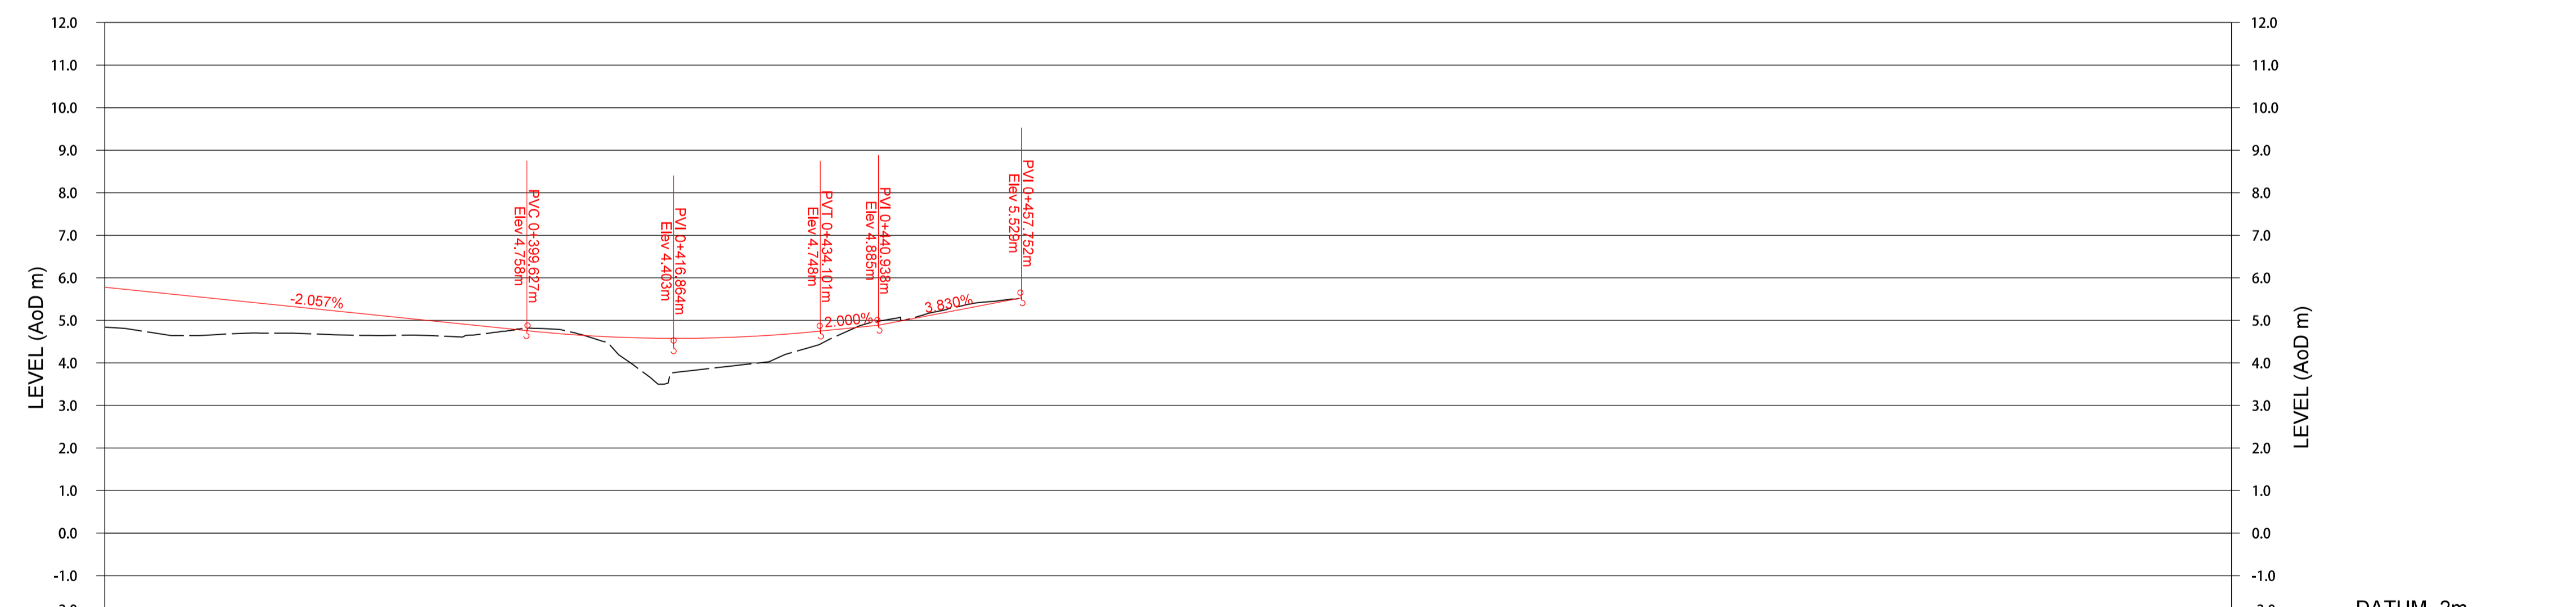 12.0
11.0
10.0
9.0
8.0
7.0
6.0
5.0
4.0
3.0
2.0
1.0
0.0
-1.0
LEVEL (AoD m)
-2.057%
PVC 0+399.627m
Elev 4.758m
PVI 0+416.864m
Elev 4.403m
PVT 0+434.101m
Elev 4.748m
2.000%
PVI 0+440.938m
Elev 4.885m
3.830%
PVI 0+457.752m
Elev 5.529m
12.0
11.0
10.0
9.0
8.0
7.0
6.0
5.0
4.0
3.0
2.0
1.0
0.0
-1.0
LEVEL (AoD m)